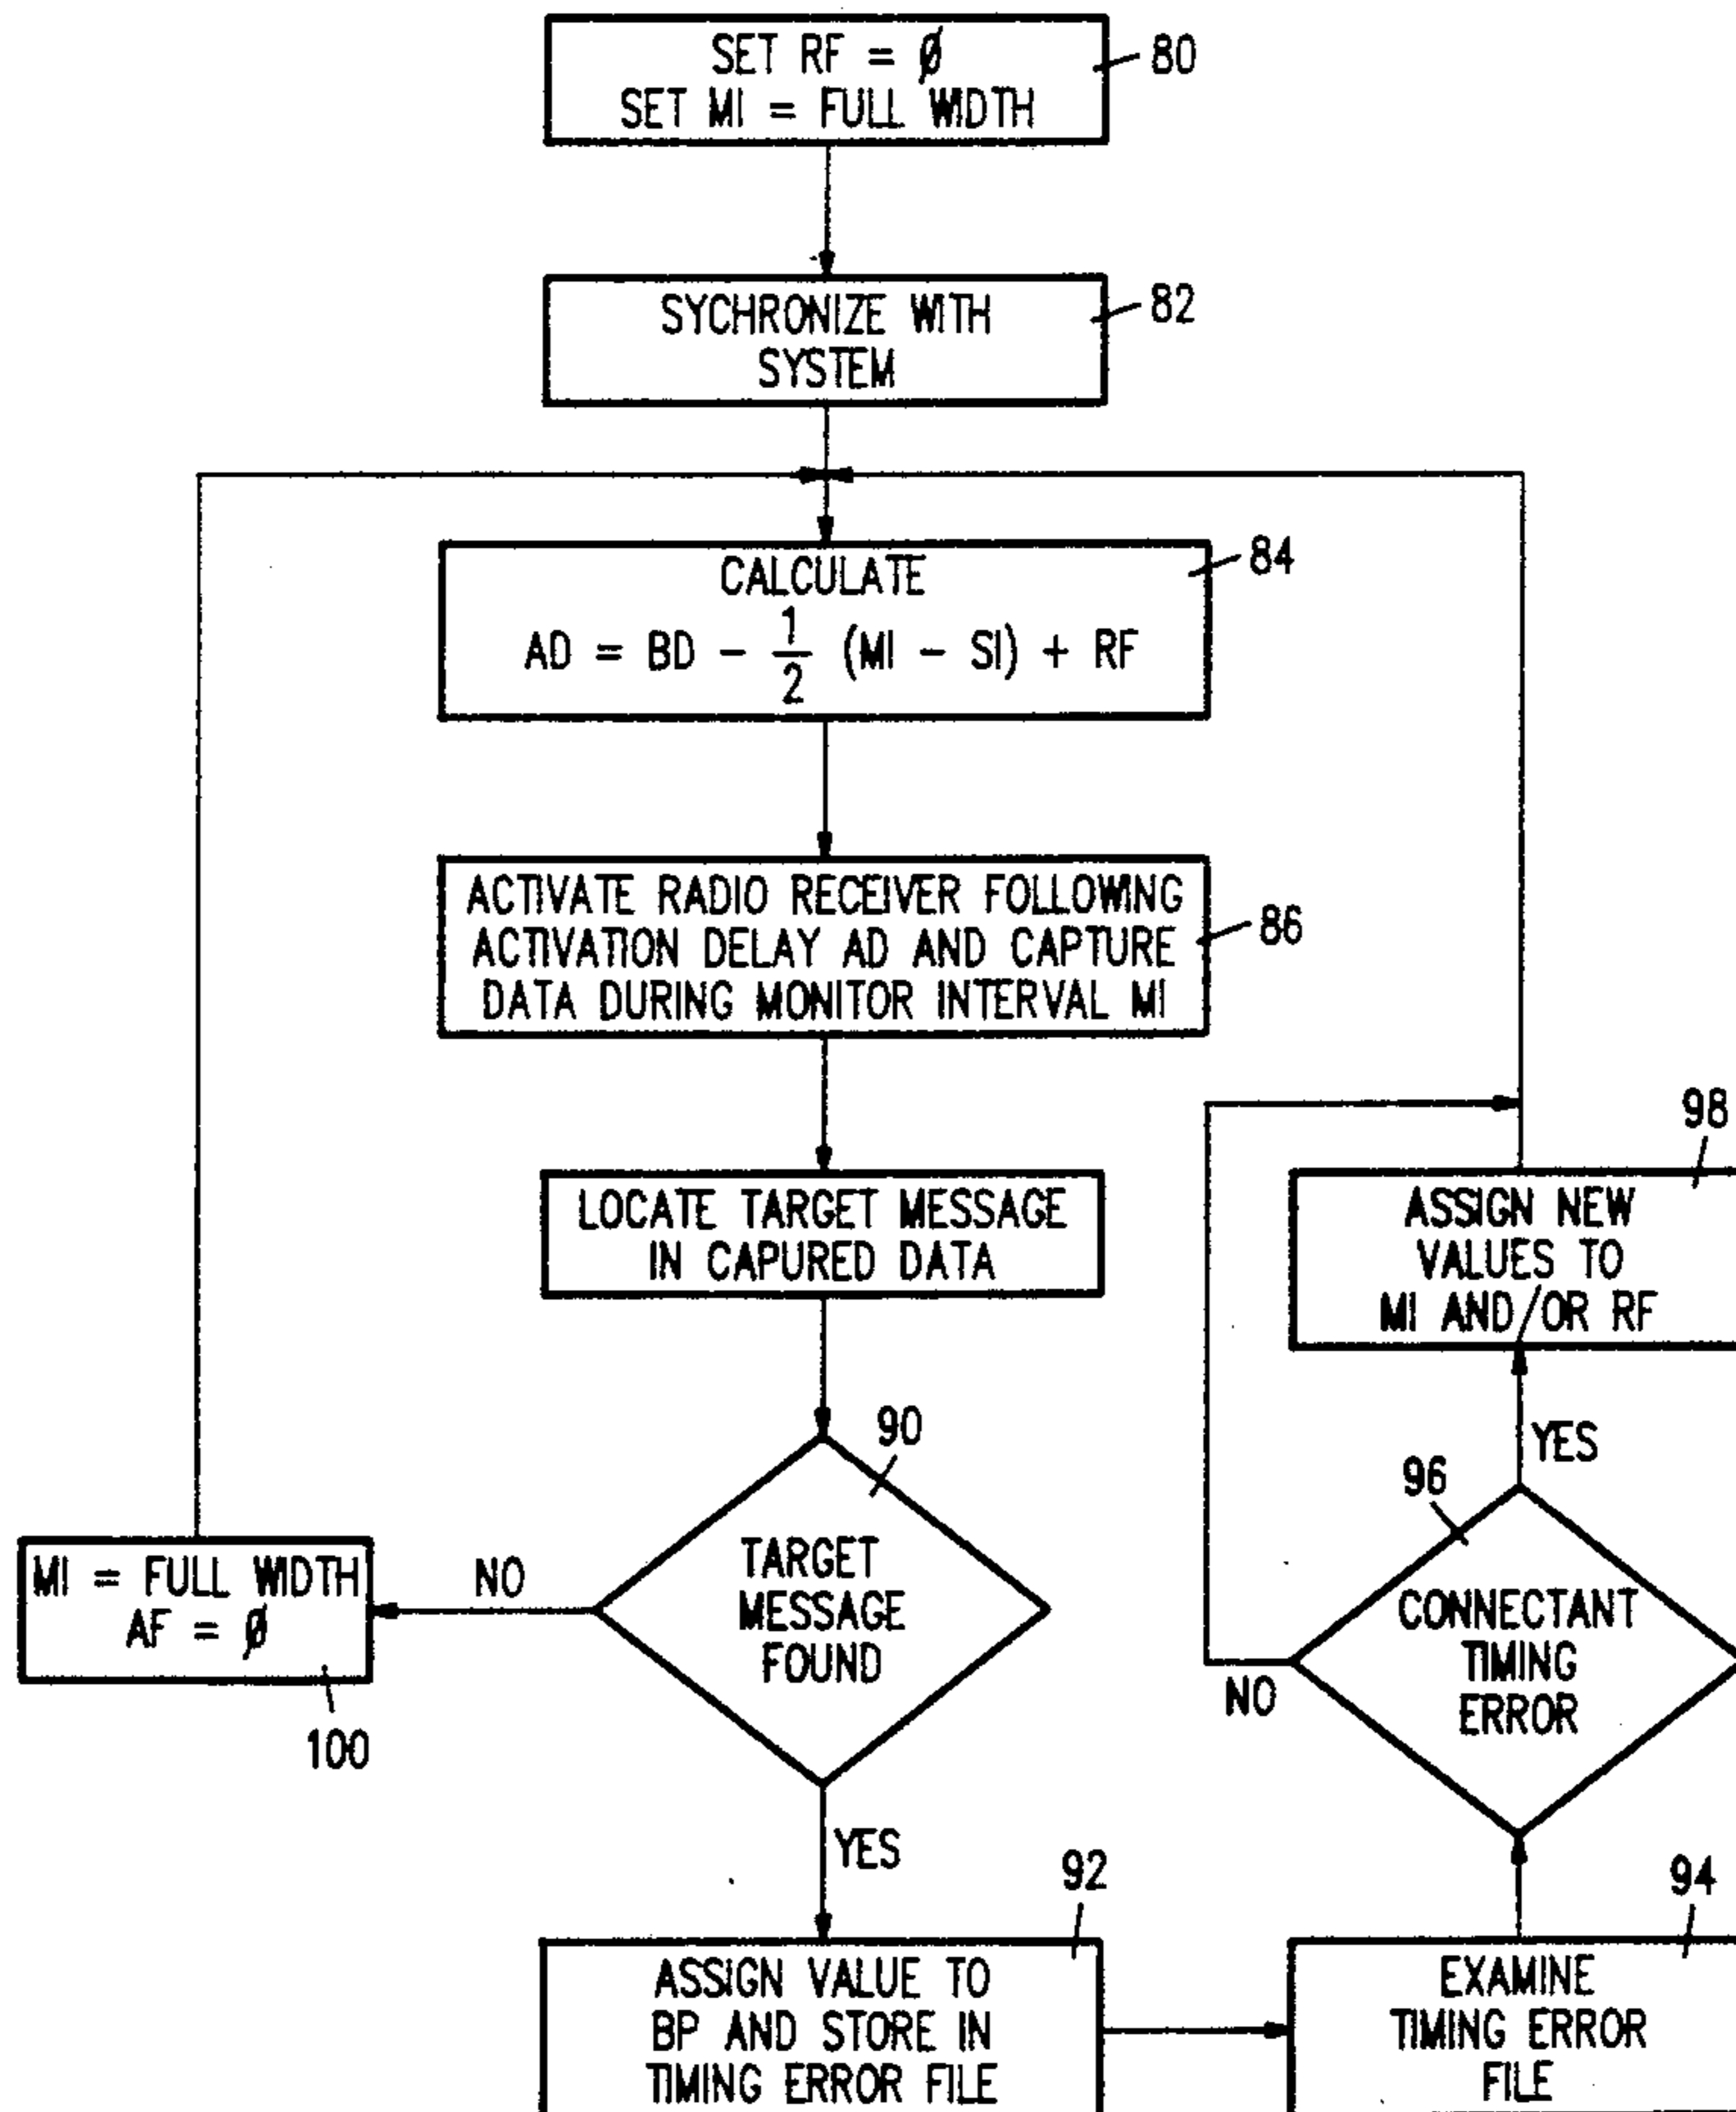 SET RF = ∅
SET MI = FULL WIDTH
80
SYCHRONIZE WITH
SYSTEM
82
CALCULATE
AD = BD - 1/2 (MI - SI) + RF
84
ACTIVATE RADIO RECEIVER FOLLOWING
ACTIVATION DELAY AD AND CAPTURE
DATA DURING MONITOR INTERVAL MI
86
LOCATE TARGET MESSAGE
IN CAPURED DATA
90
TARGET
MESSAGE
FOUND
NO
MI = FULL WIDTH
AF = ∅
100
YES
92
ASSIGN VALUE TO
BP AND STORE IN
TIMING ERROR FILE
94
EXAMINE
TIMING ERROR
FILE
96
CONNECTANT
TIMING
ERROR
NO
YES
98
ASSIGN NEW
VALUES TO
MI AND/OR RF